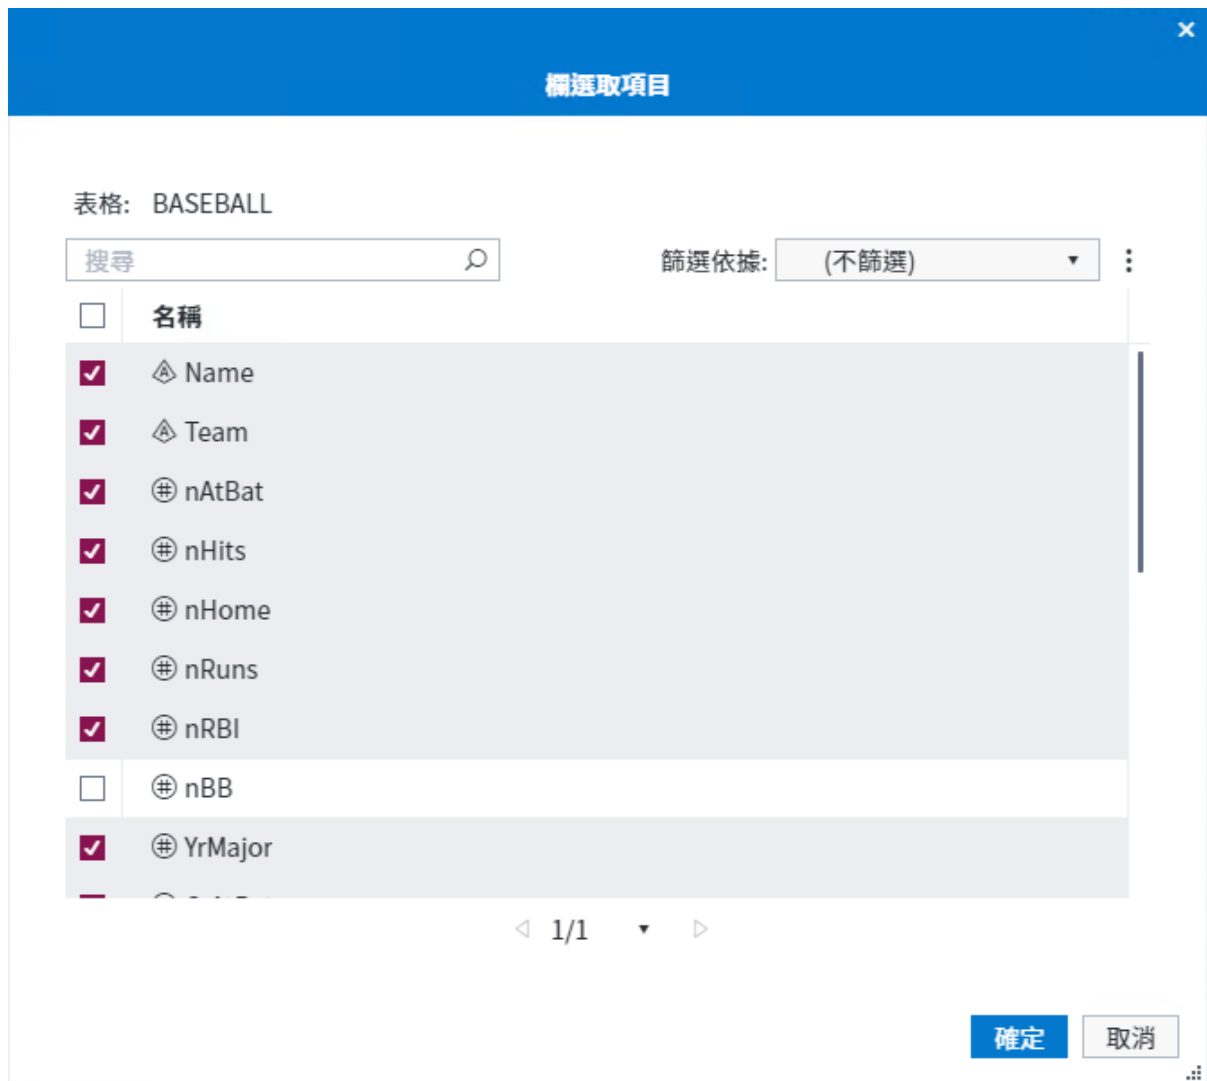 欄選取項目
表格: BASEBALL
搜尋 篩選依據: (不篩選)
名稱
Name
Team
nAtBat
nHits
nHome
nRuns
nRBI
nBB
YrMajor
1/1
確定 取消